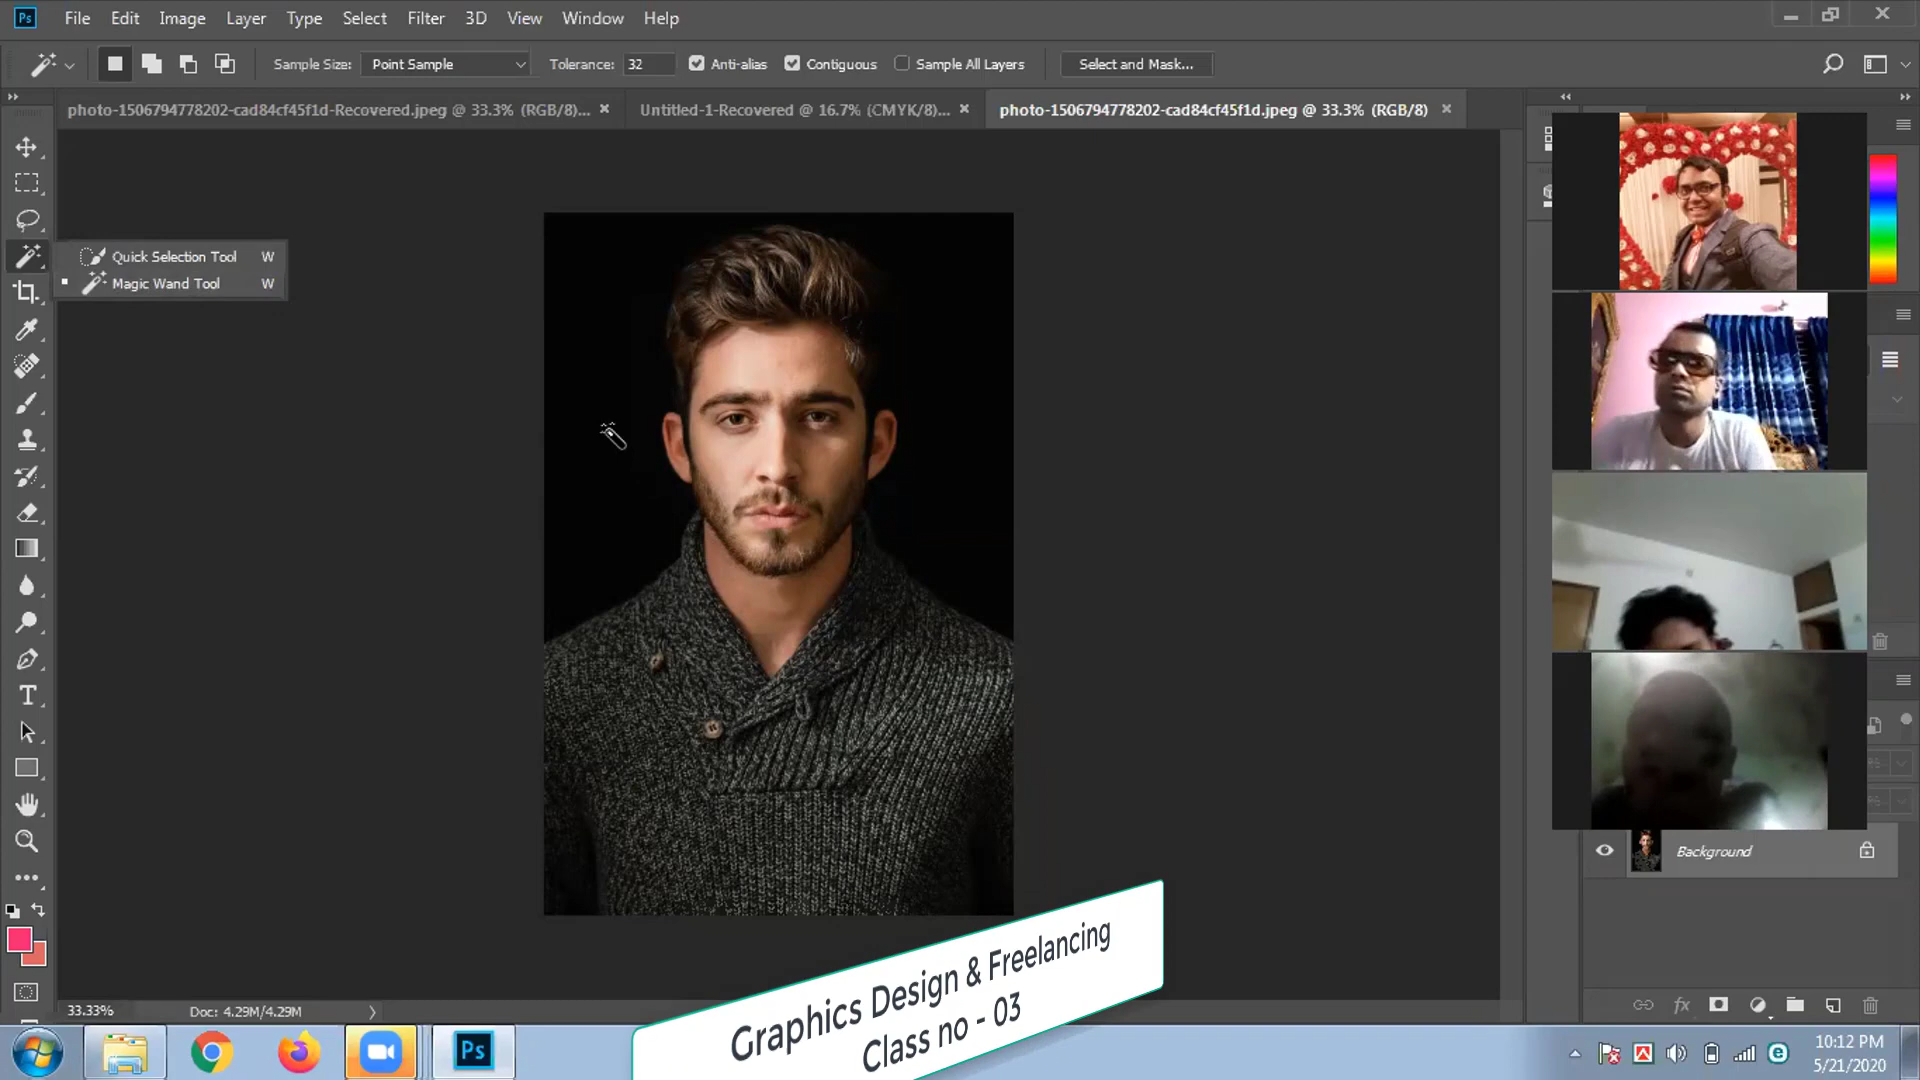 Ps File Edit Image Layer Type Select Filter 3D View Window Help
Sample Size: Point Sample Tolerance: 32 Anti-alias Contiguous Sample All Layers Select and Mask...
photo-1506794778202-cad84cf45f1d-Recovered.jpeg @ 33.3% (RGB/8)... Untitled-1-Recovered @ 16.7% (CMYK/8)... photo-1506794778202-cad84cf45f1d.jpeg @ 33.3% (RGB/8)
Quick Selection Tool W
Magic Wand Tool W
Background
33.33% Doc: 4.29M/4.29M
Graphics Design & Freelancing
Class no - 03
Ps
10:12 PM
5/21/2020